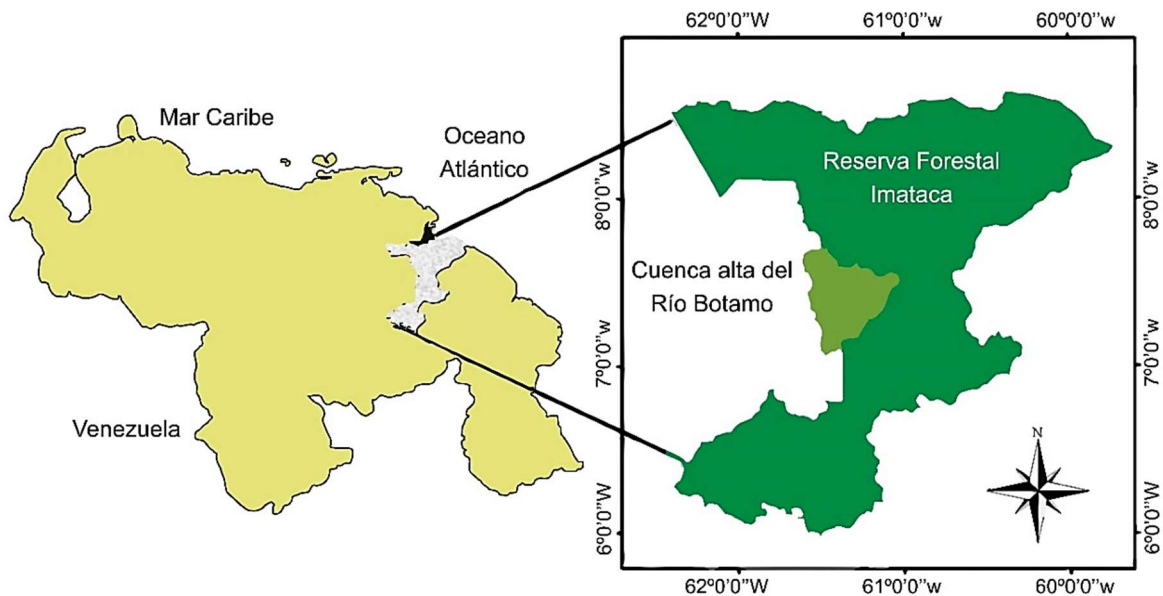 62º0'0"w 61º0'0"w 60º0'0"w
Mar Caribe
Oceano
Atlántico
Venezuela
Reserva Forestal
Imataca
Cuenca alta del
Río Botamo
8º0'0"w 8º0'0"w
7º0'0"w 7º0'0"w
6º0'0"W 6º0'0"W
N
62º0'0"W 61º0'0"w 60º0'0"w